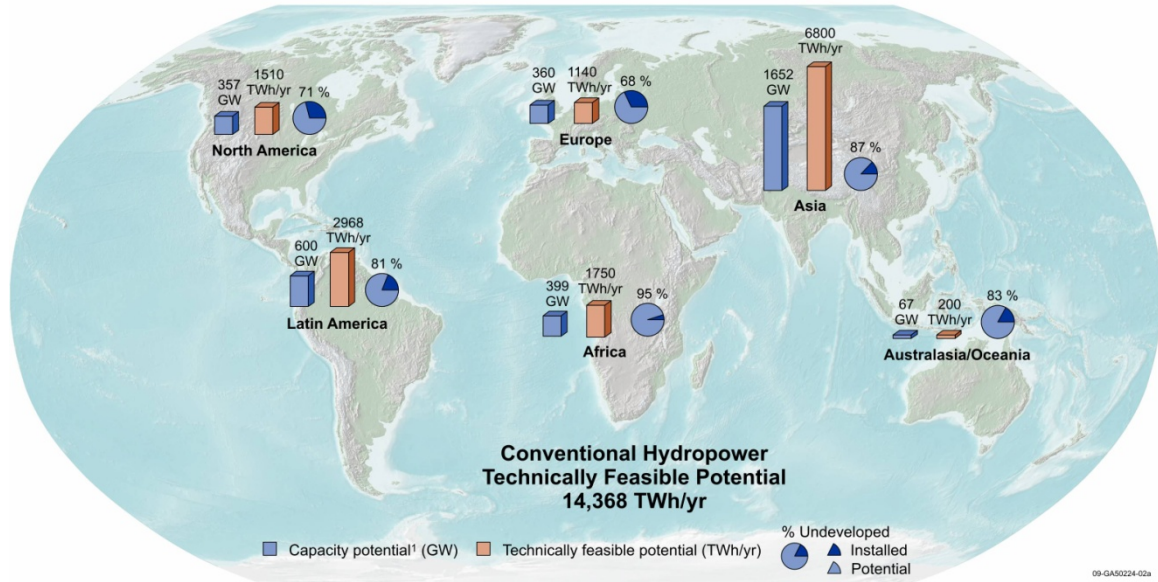 357
GW
1510
TWh/yr
71 %
North America
360
GW
1140
TWh/yr
68 %
Europe
1652
GW
6800
TWh/yr
87 %
Asia
600
GW
2968
TWh/yr
81 %
Latin America
399
GW
1750
TWh/yr
95 %
Africa
67
GW
200
TWh/yr
83 %
Australasia/Oceania
Conventional Hydropower
Technically Feasible Potential
14,368 TWh/yr
Capacity potential¹ (GW)
Technically feasible potential (TWh/yr)
% Undeveloped
Installed
Potential
09-GA50224-02a